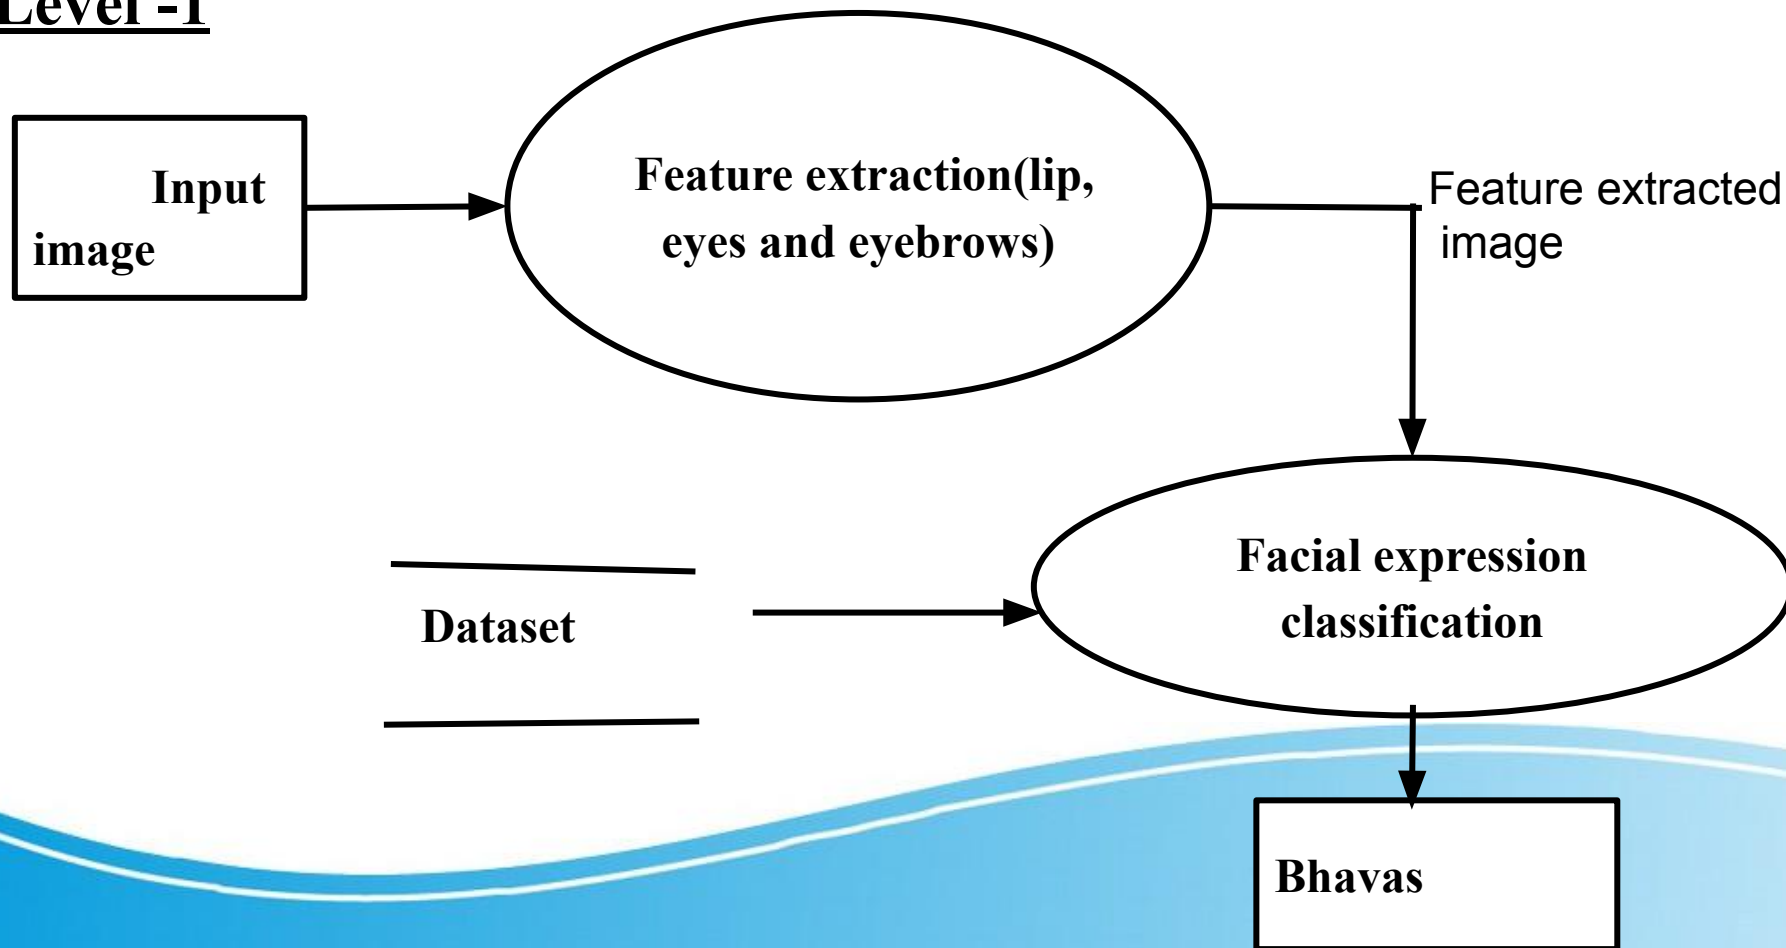 Level -1
Input
image
Feature extraction(lip,
eyes and eyebrows)
Feature extracted
image
Facial expression
classification
Dataset
Bhavas